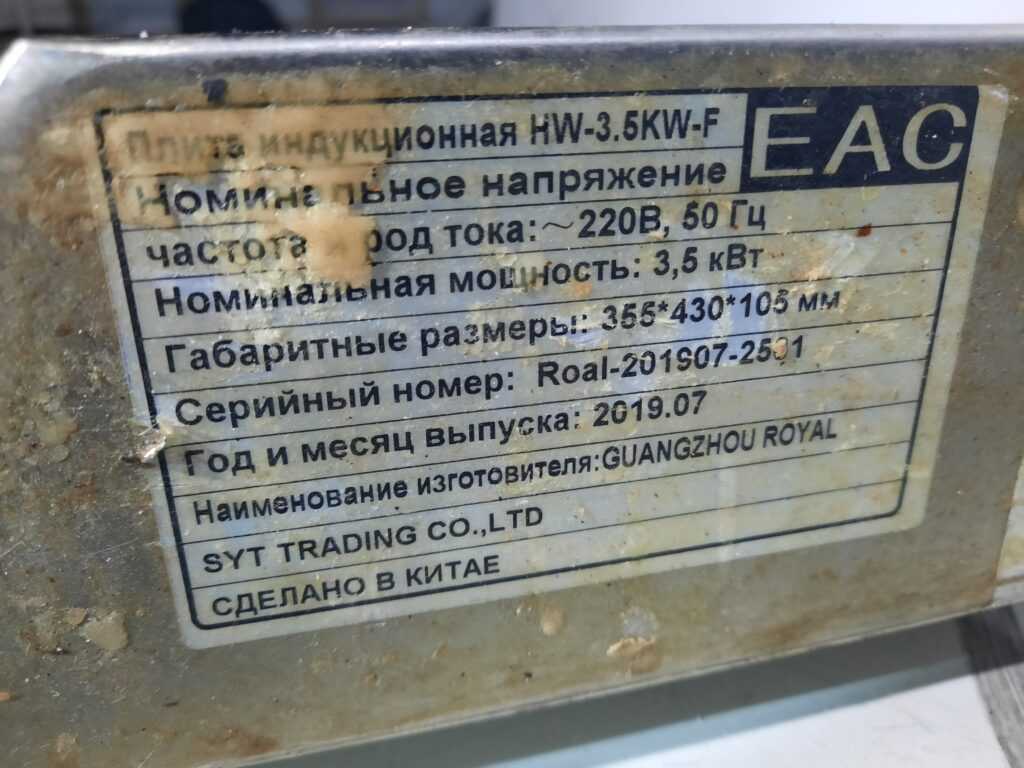 Плита индукционная HW-3.5KW-F
EAC
Номинальное напряжение
частота род тока:~220В, 50 Гц
Номинальная мощность: 3,5 кВт
Габаритные размеры: 355*430*105 мм
Серийный номер: Roal-201907-2531
Год и месяц выпуска: 2019.07
Наименование изготовителя:GUANGZHOU ROYAL
SYT TRADING CO.,LTD
СДЕЛАНО В КИТАЕ